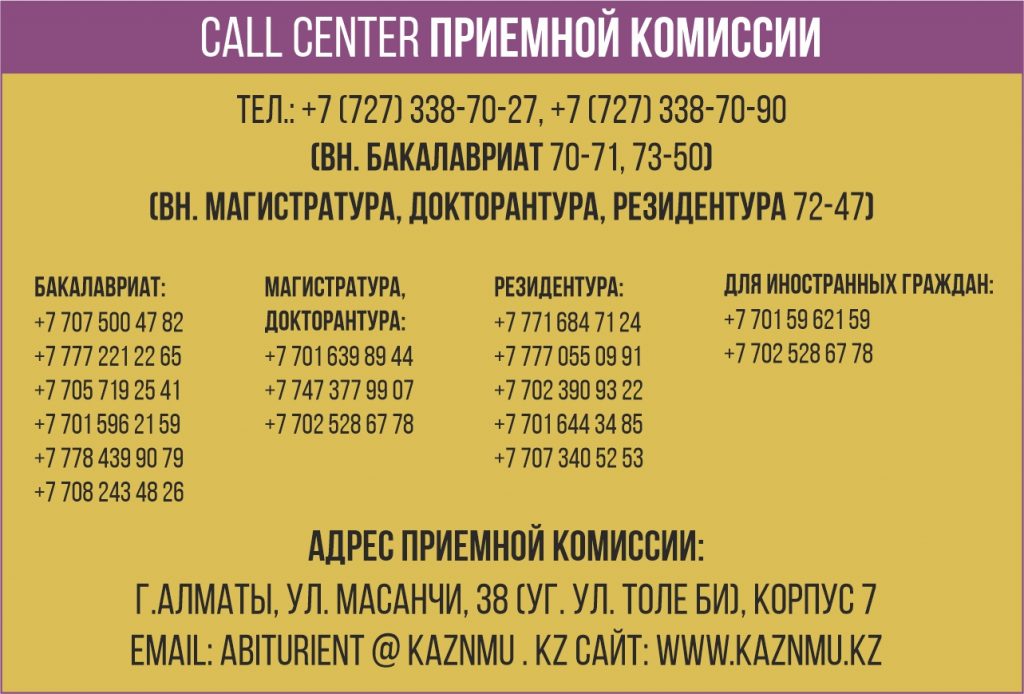 CALL CENTER ПРИЕМНОЙ КОМИССИИ
ТЕЛ.: +7 (727) 338-70-27, +7 (727) 338-70-90
(ВН. БАКАЛАВРИАТ 70-71, 73-50)
(ВН. МАГИСТРАТУРА, ДОКТОРАНТУРА, РЕЗИДЕНТУРА 72-47)
БАКАЛАВРИАТ:
+7 707 500 47 82
+7 777 221 22 65
+7 705 719 25 41
+7 701 596 21 59
+7 778 439 90 79
+7 708 243 48 26
МАГИСТРАТУРА,
ДОКТОРАНТУРА:
+7 701 639 89 44
+7 747 377 99 07
+7 702 528 67 78
РЕЗИДЕНТУРА:
+7 771 684 71 24
+7 777 055 09 91
+7 702 390 93 22
+7 701 644 34 85
+7 707 340 52 53
ДЛЯ ИНОСТРАННЫХ ГРАЖДАН:
+7 701 59 621 59
+7 702 528 67 78
АДРЕС ПРИЕМНОЙ КОМИССИИ:
Г.АЛМАТЫ, УЛ. МАСАНЧИ, 38 (УГ. УЛ. ТОЛЕ БИ), КОРПУС 7
EMAIL: ABITURIENT @ KAZNMU . KZ САЙТ: WWW.KAZNMU.KZ